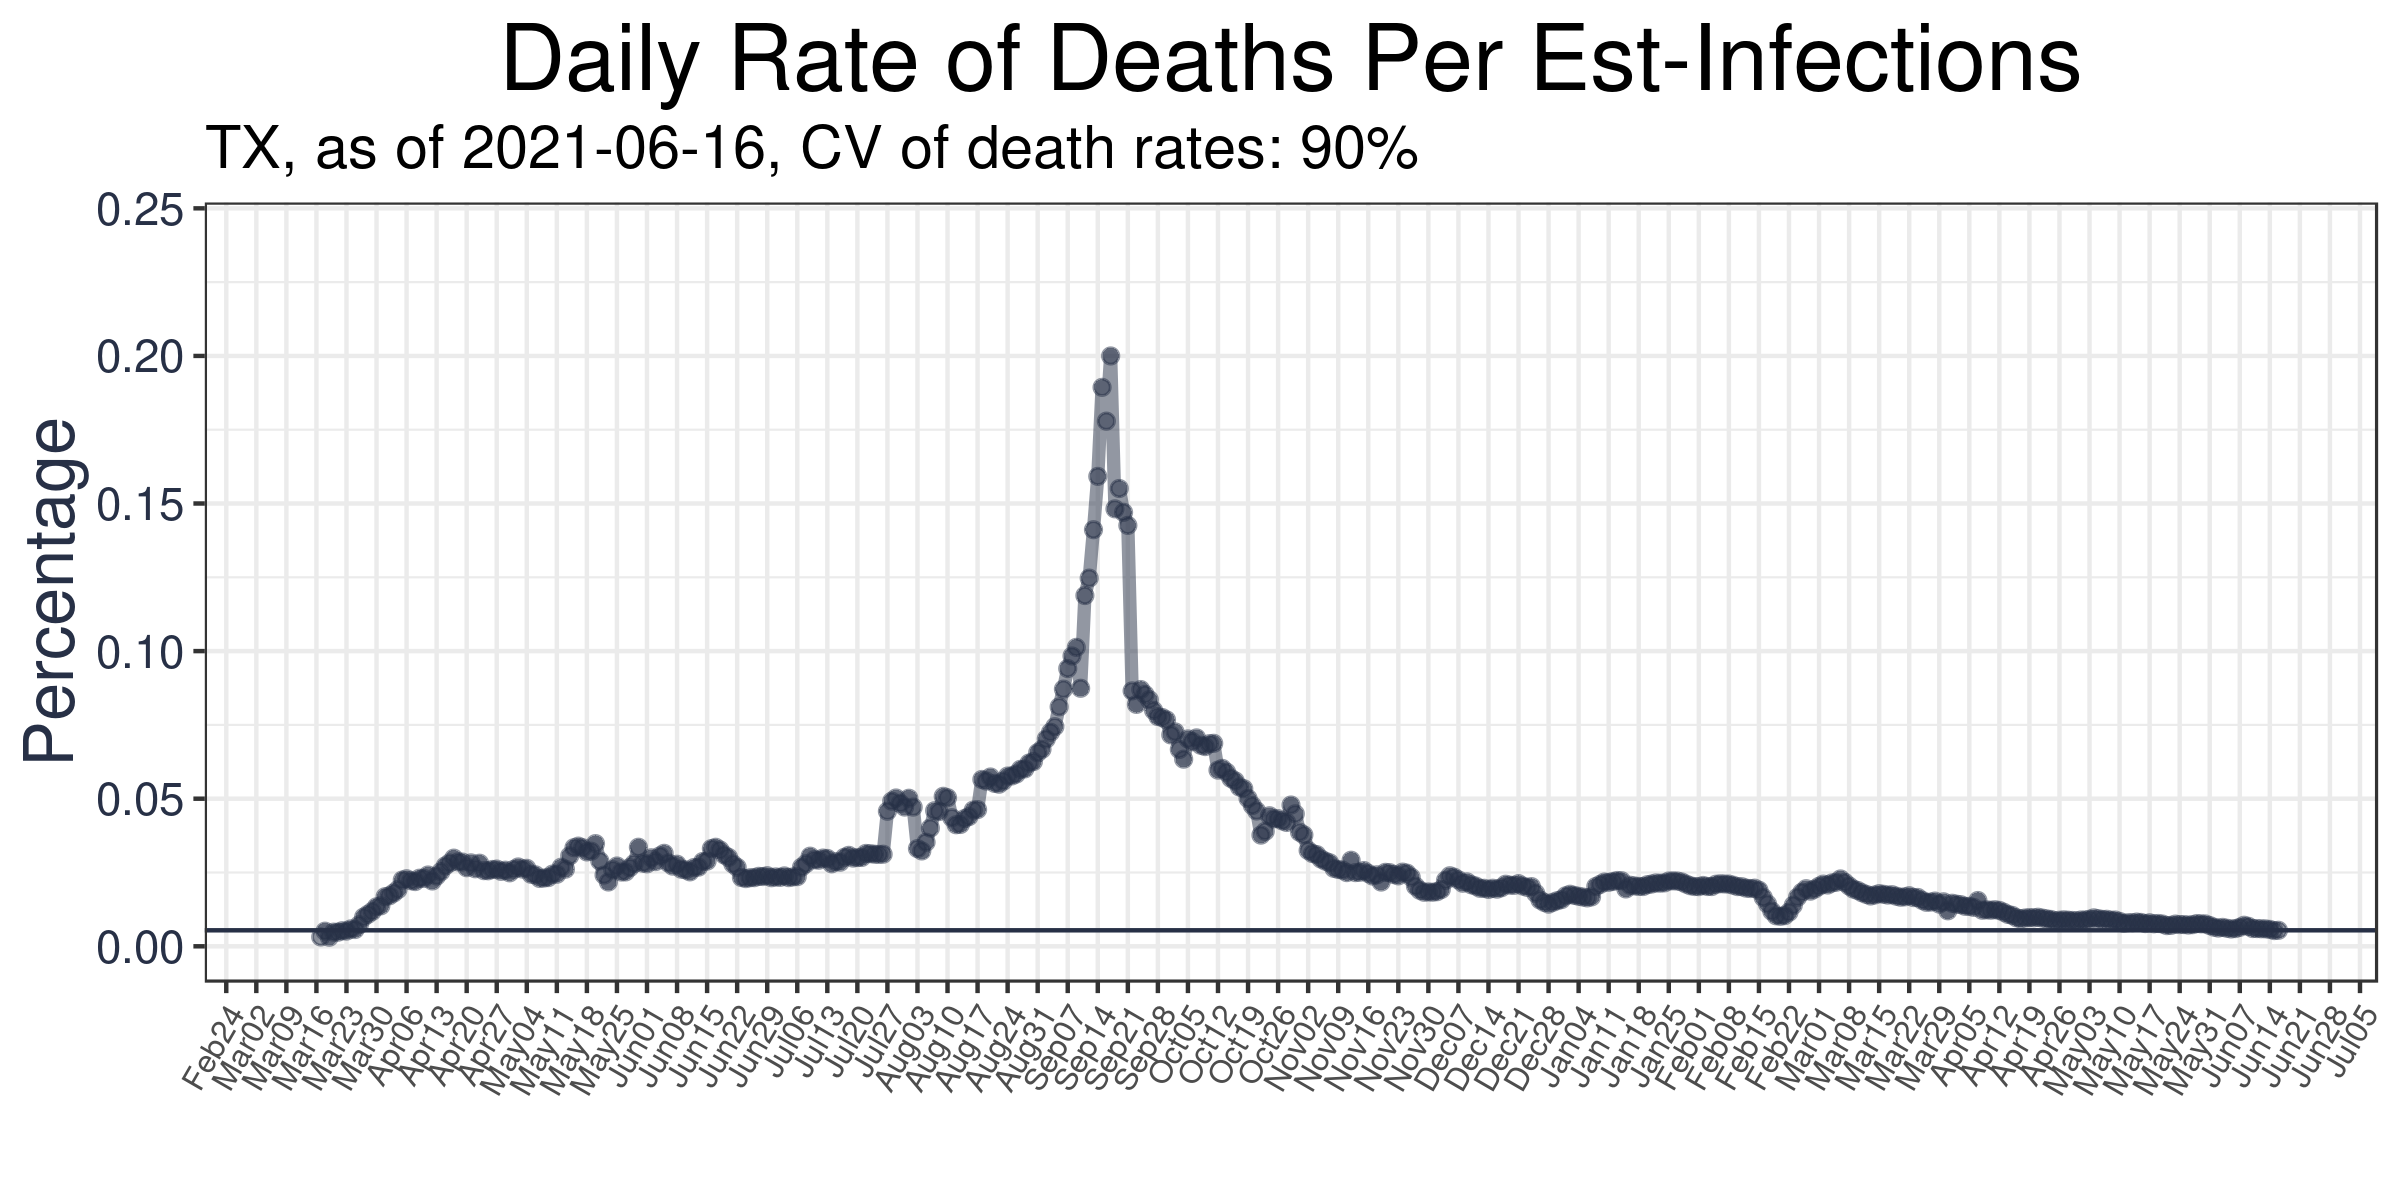 Daily Rate of Deaths Per Est-Infections
TX, as of 2021-06-16, CV of death rates: 90%
Percentage
0.25
0.20
0.15
0.10
0.05
0.00
Feb24
Mar02
Mar09
Mar16
Mar23
Mar30
Apr06
Apr13
Apr20
Apr27
May04
May11
May18
May25
Jun01
Jun08
Jun15
Jun22
Jun29
Jul06
Jul13
Jul20
Jul27
Aug03
Aug10
Aug17
Aug24
Aug31
Sep07
Sep14
Sep21
Sep28
Oct05
Oct12
Oct19
Oct26
Nov02
Nov09
Nov16
Nov23
Nov30
Dec07
Dec14
Dec21
Dec28
Jan04
Jan11
Jan18
Jan25
Feb01
Feb08
Feb15
Feb22
Mar01
Mar08
Mar15
Mar22
Mar29
Apr05
Apr12
Apr19
Apr26
May03
May10
May17
May24
May31
Jun07
Jun14
Jun21
Jun28
Jul05